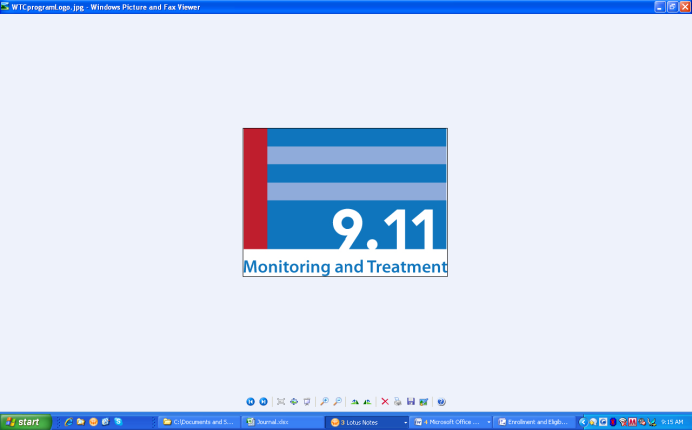 WTCprogramLogo.jpg - Windows Picture and Fax Viewer
9.11
Monitoring and Treatment
start
C:\Documents and S...
Journal.doc
3 Lotus Notes
4 Microsoft Office ...
Enrollment and Eligib...
9:15 AM